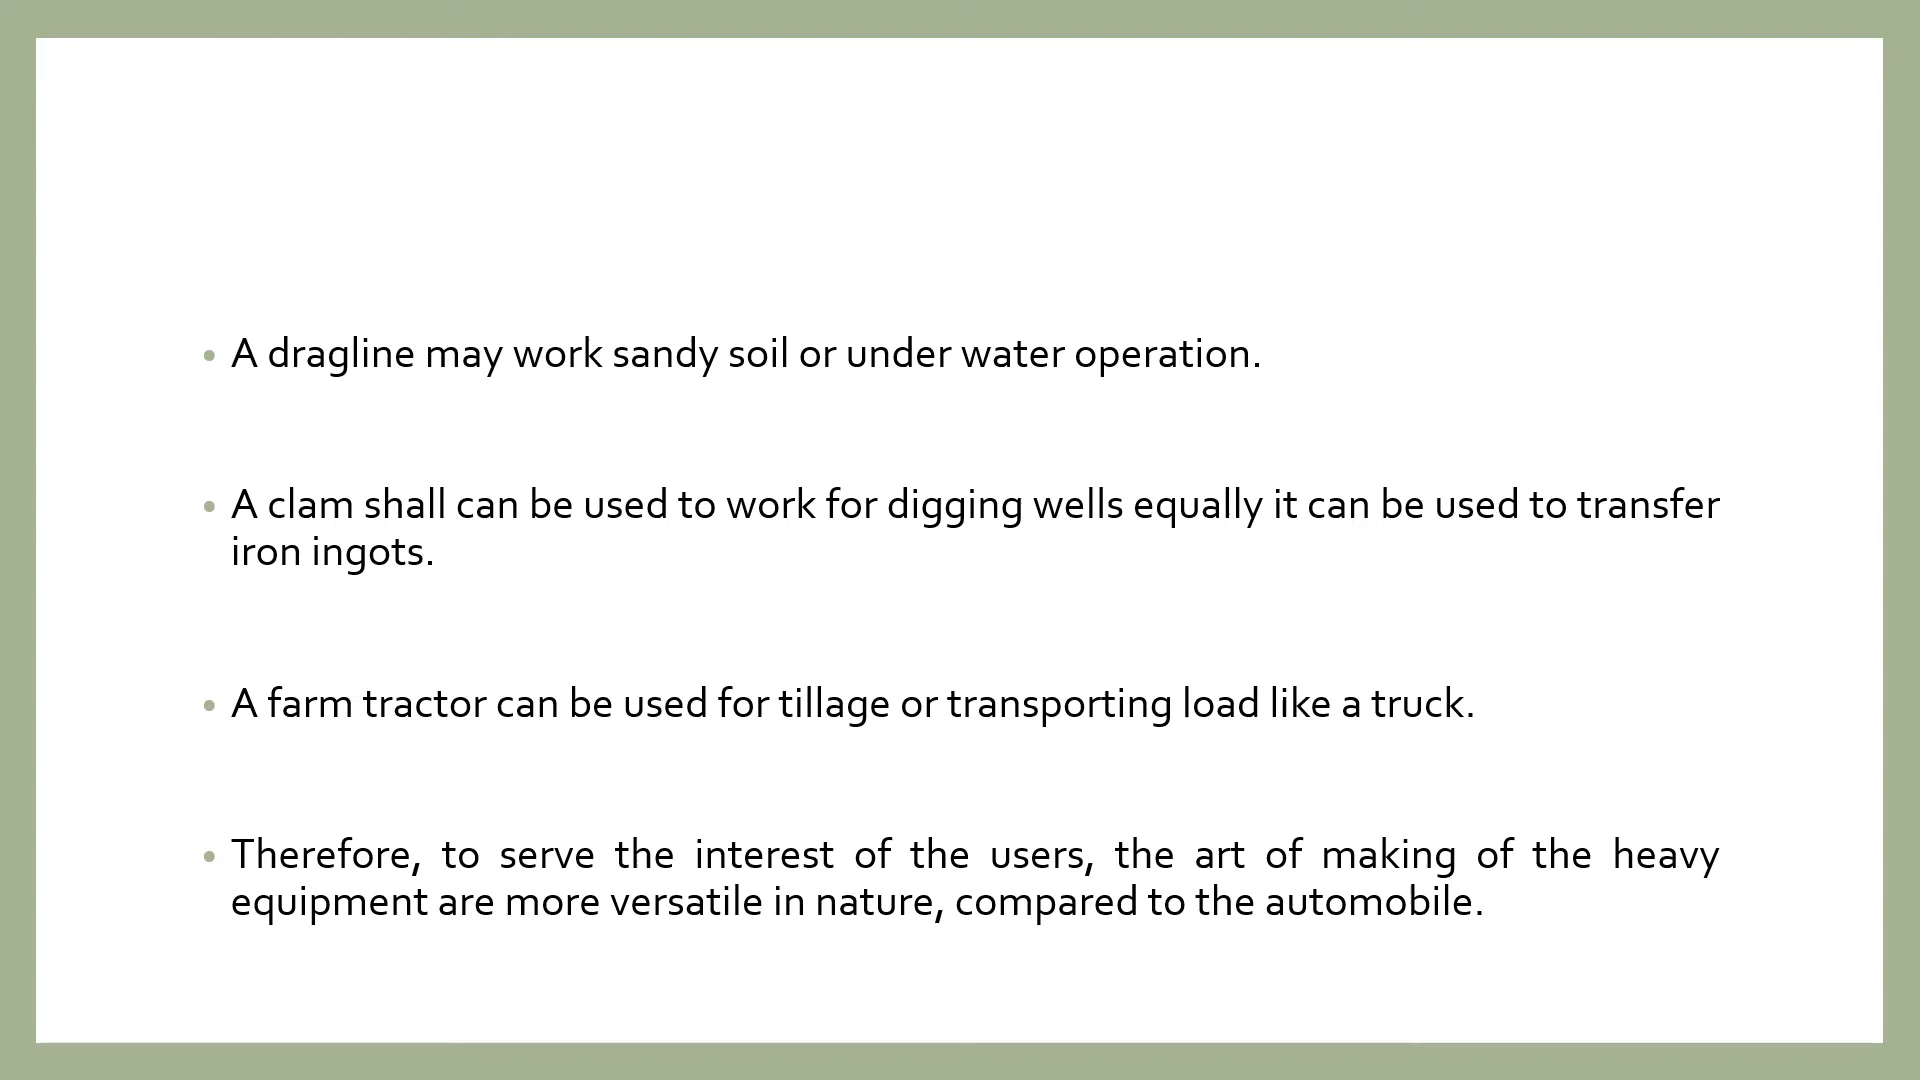 • A dragline may work sandy soil or under water operation.
• A clam shall can be used to work for digging wells equally it can be used to transfer
iron ingots.
• A farm tractor can be used for tillage or transporting load like a truck.
• Therefore, to serve the interest of the users, the art of making of the heavy
equipment are more versatile in nature, compared to the automobile.